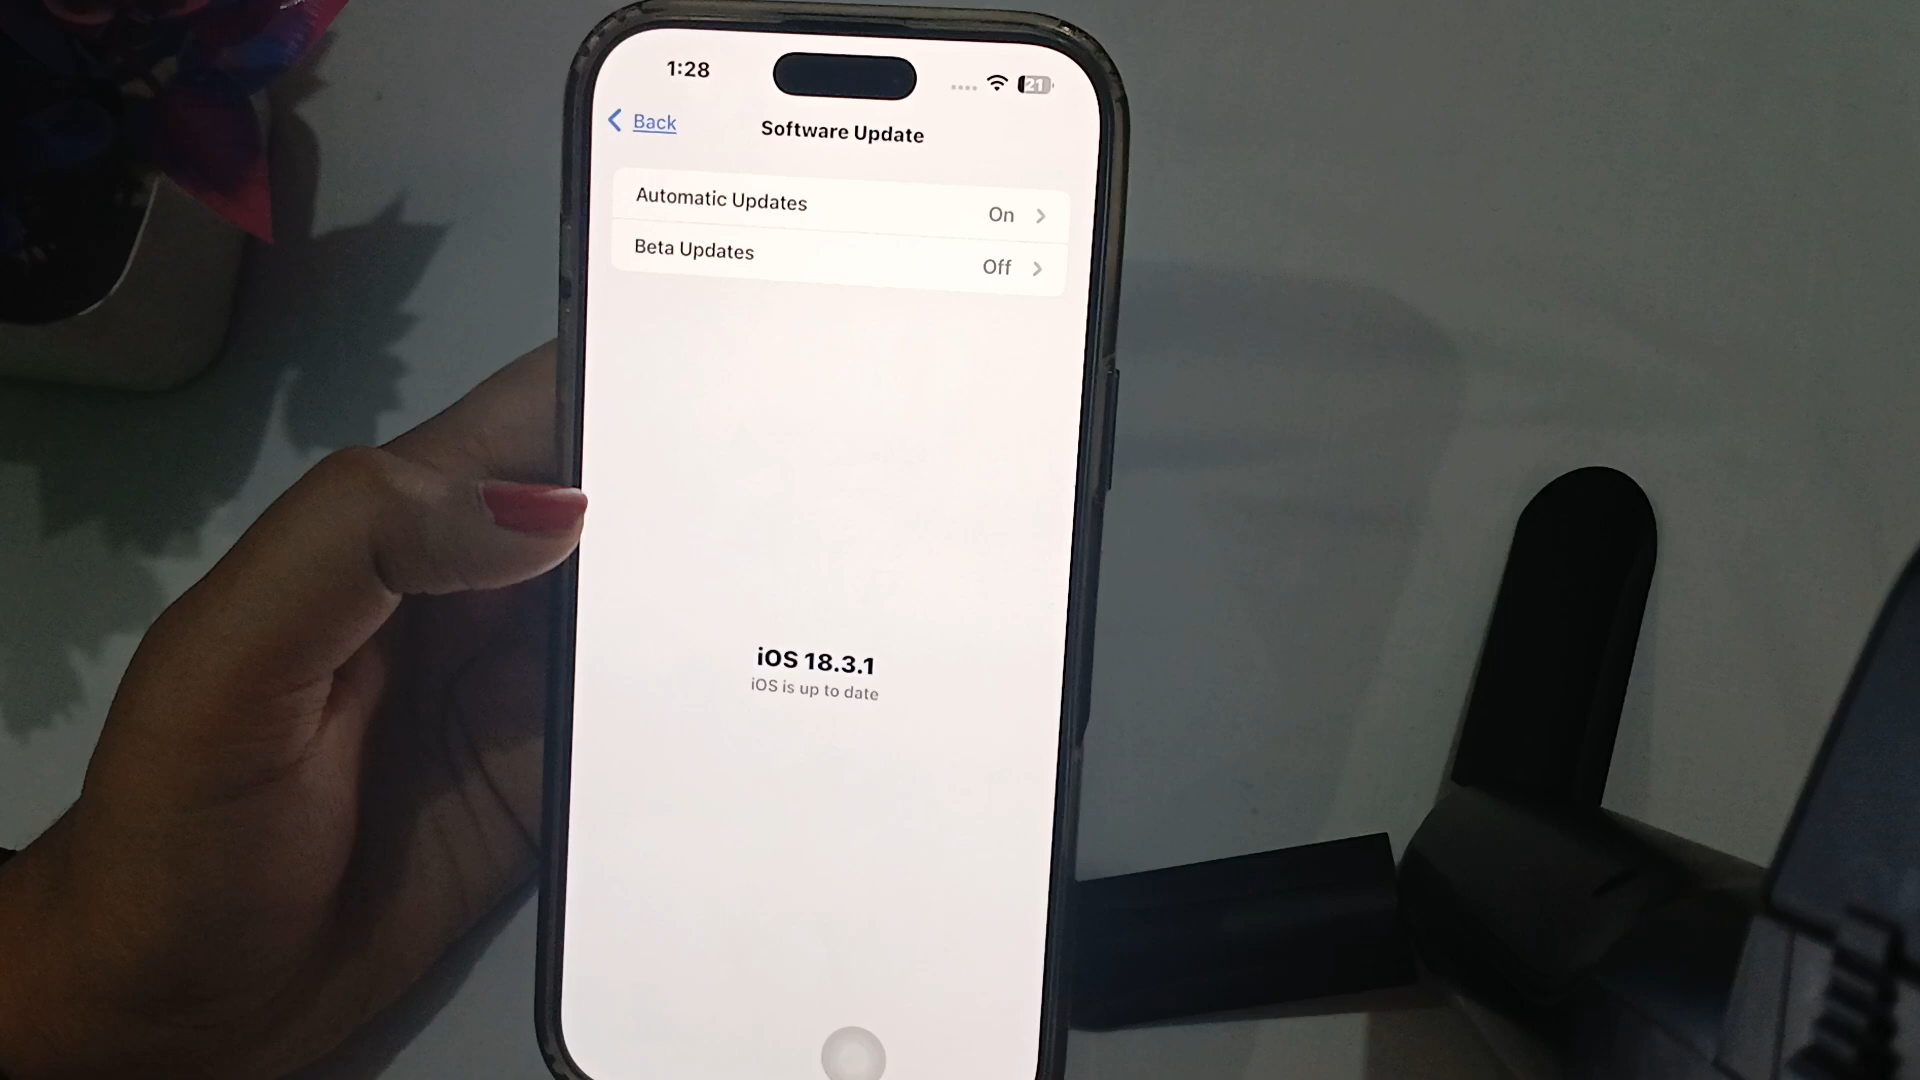 1:28
21
Back
Software Update
Automatic Updates
On
Beta Updates
Off
iOS 18.3.1
iOS is up to date